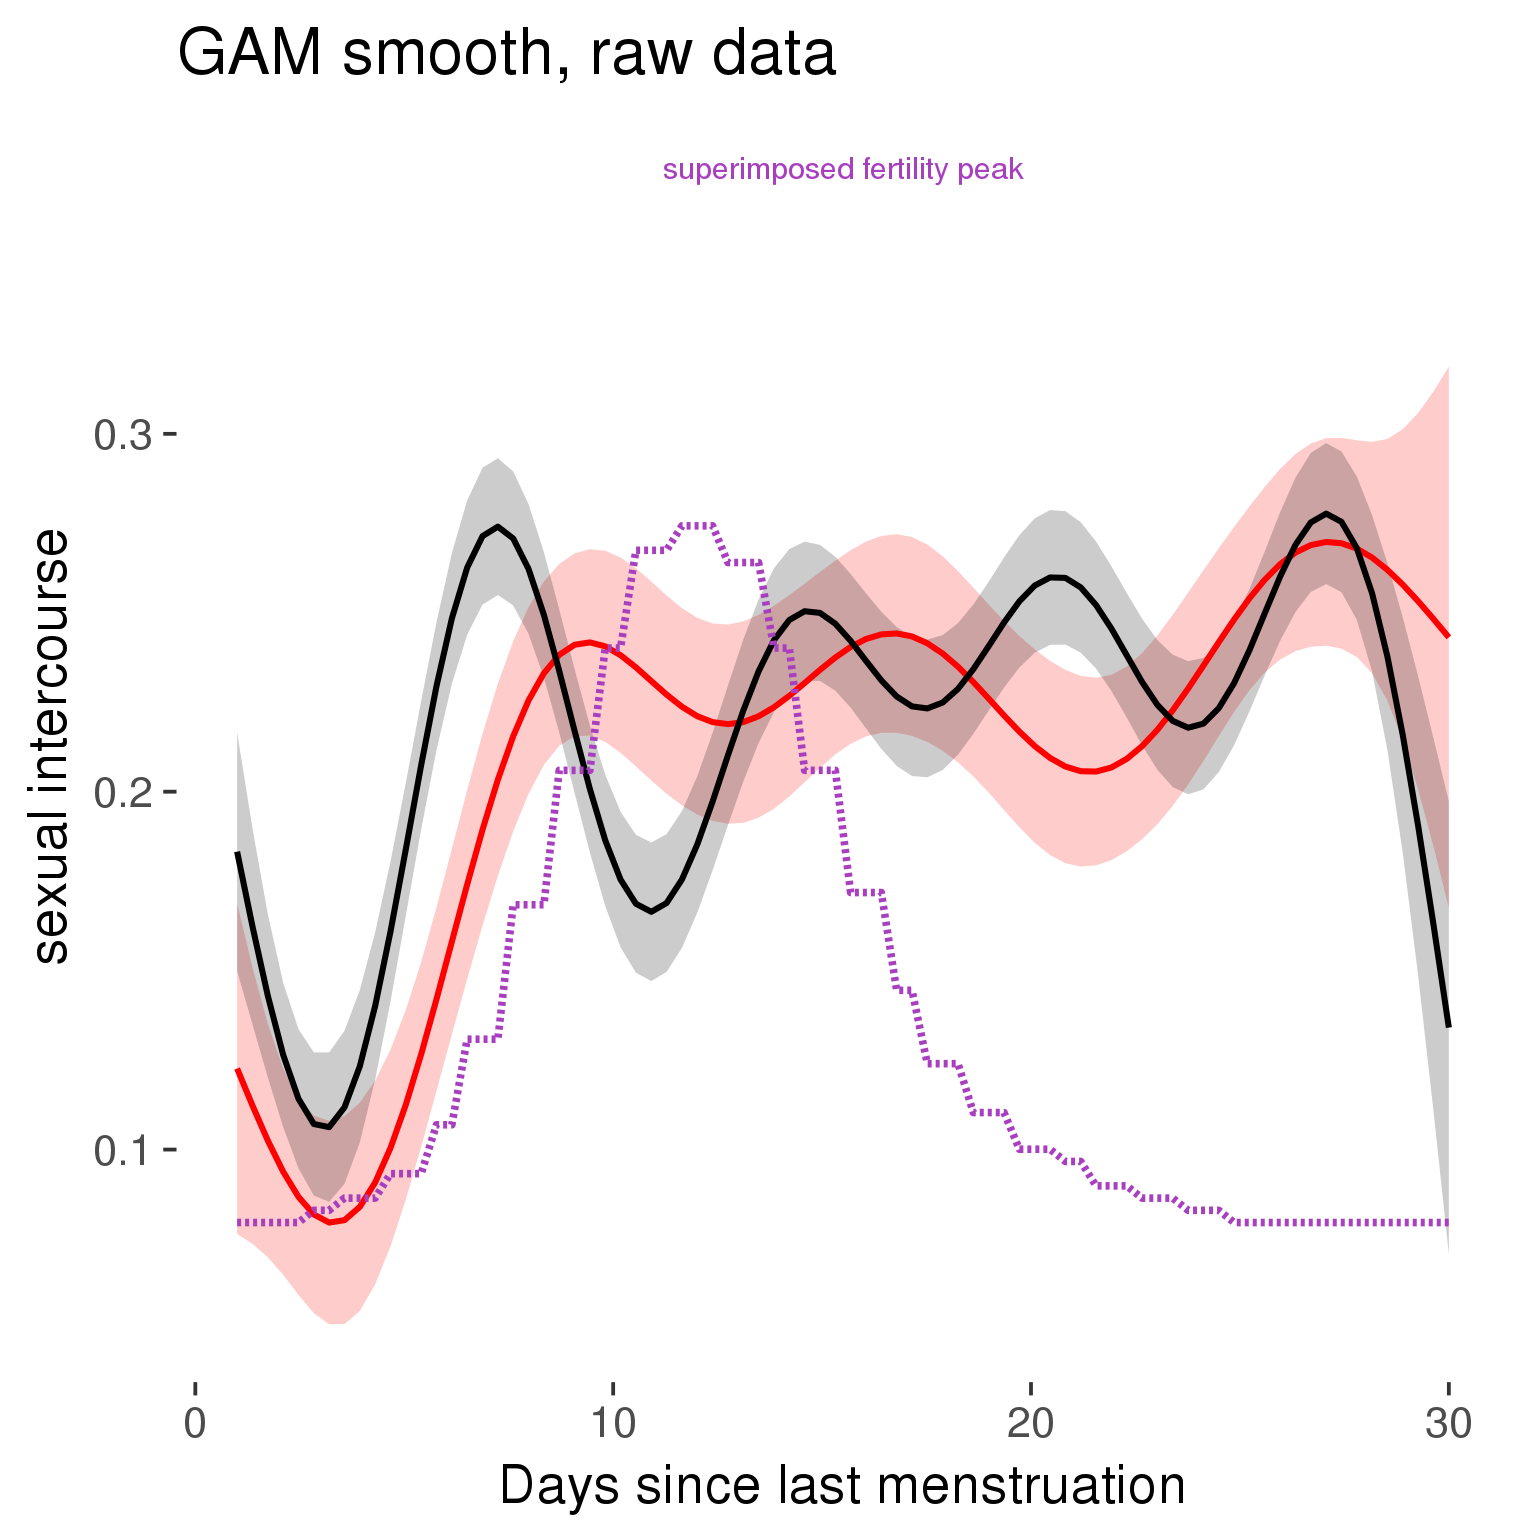 GAM smooth, raw data
superimposed fertility peak
sexual intercourse
0.3
0.2
0.1
0
10
20
30
Days since last menstruation